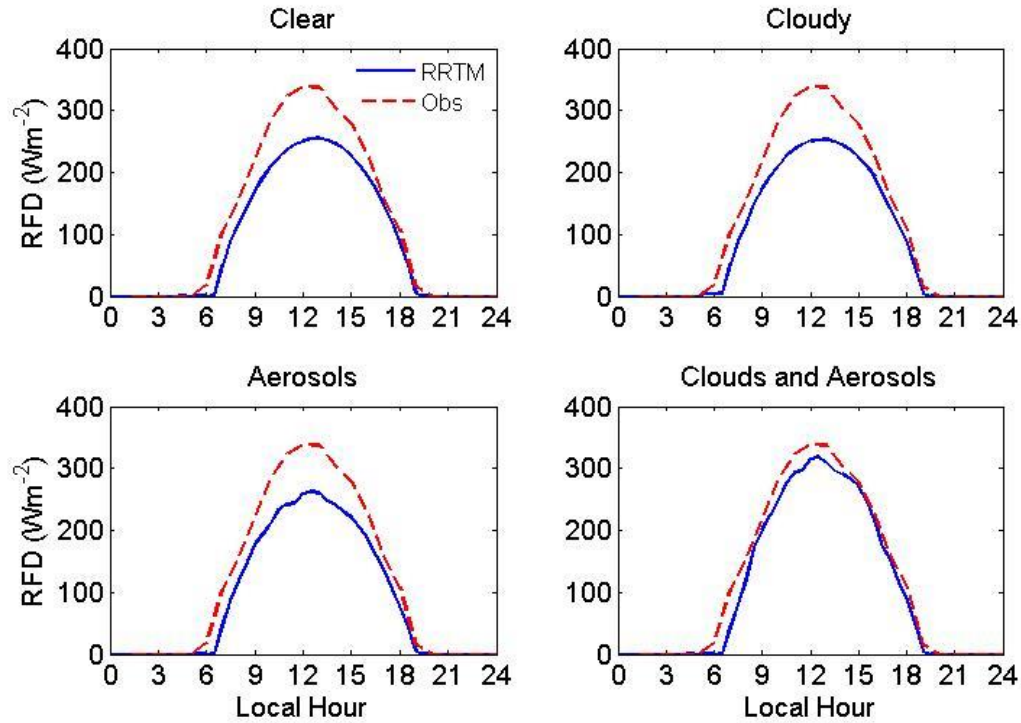 Clear
400
300
200
100
0
RFD (Wm-2)
RRTM
Obs
0 3 6 9 12 15 18 21 24
Cloudy
400
300
200
100
0
0 3 6 9 12 15 18 21 24
Aerosols
400
300
200
100
0
RFD (Wm-2)
0 3 6 9 12 15 18 21 24
Local Hour
Clouds and Aerosols
400
300
200
100
0
0 3 6 9 12 15 18 21 24
Local Hour